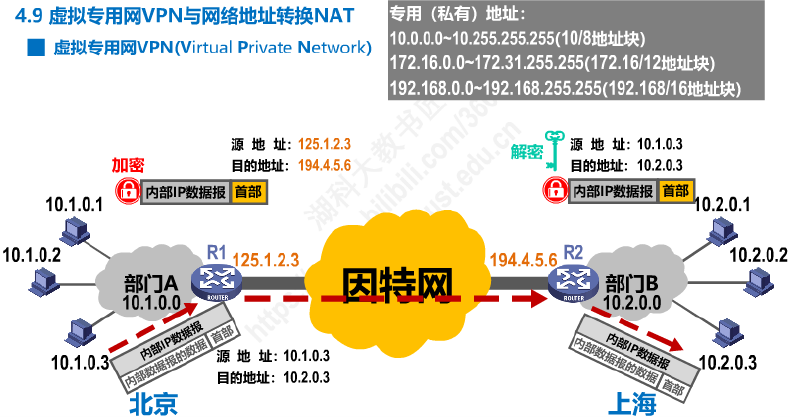 4.9 虚拟专用网VPN与网络地址转换NAT
虚拟专用网VPN(Virtual Private Network)
专用（私有）地址：
10.0.0.0~10.255.255.255(10/8地址块)
172.16.0.0~172.31.255.255(172.16/12地址块)
192.168.0.0~192.168.255.255(192.168/16地址块)
源 地 址： 125.1.2.3
目的地址： 194.4.5.6
加密
内部IP数据报 首部
解密
源 地 址： 10.1.0.3
目的地址： 10.2.0.3
内部IP数据报 首部
10.1.0.1
10.1.0.2
10.1.0.3
部门A
10.1.0.0
R1
ROUTER
125.1.2.3
因特网
194.4.5.6
R2
ROUTER
部门B
10.2.0.0
10.2.0.1
10.2.0.2
10.2.0.3
内部IP数据报
内部数据报的数据 首部
源 地 址： 10.1.0.3
目的地址： 10.2.0.3
内部IP数据报
内部数据报的数据 首部
北京
上海
湖科大教书匠